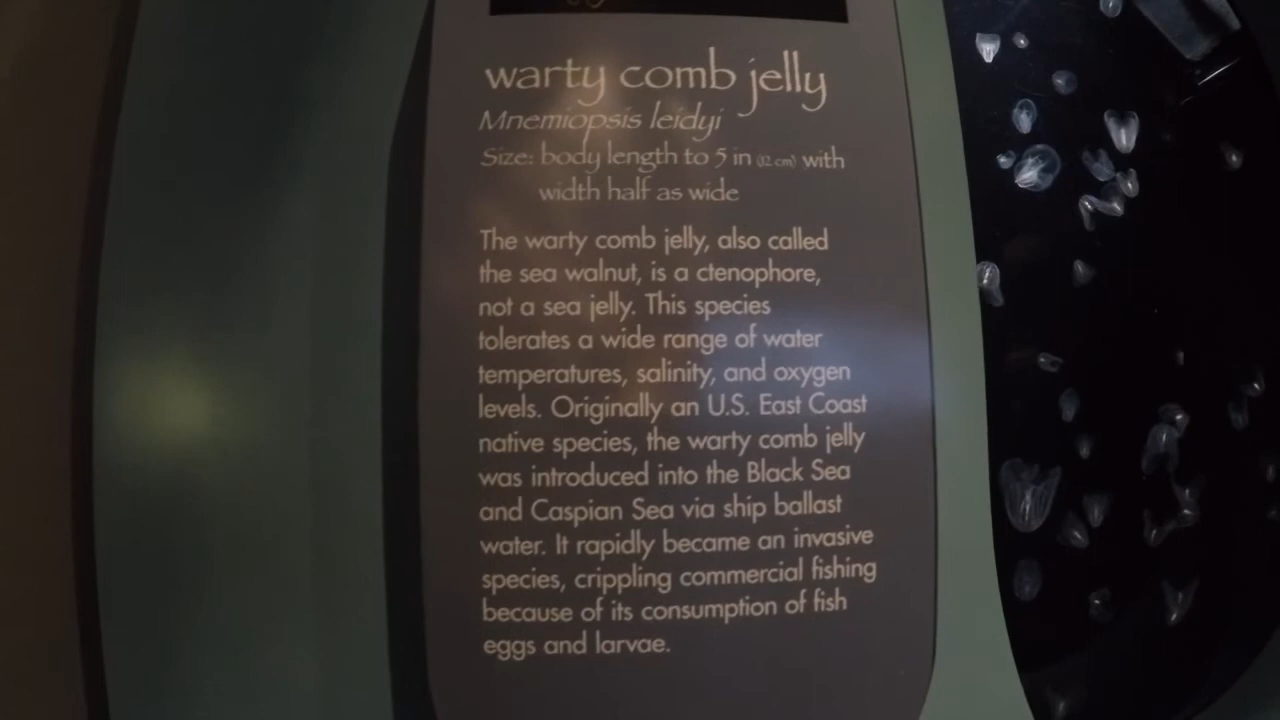 warty comb jelly
Mnemiopsis leidyi
Size: body length to 5 in (12 cm) with
width half as wide
The warty comb jelly, also called
the sea walnut, is a ctenophore,
not a sea jelly. This species
tolerates a wide range of water
temperatures, salinity, and oxygen
levels. Originally an U.S. East Coast
native species, the warty comb jelly
was introduced into the Black Sea
and Caspian Sea via ship ballast
water. It rapidly became an invasive
species, crippling commercial fishing
because of its consumption of fish
eggs and larvae.